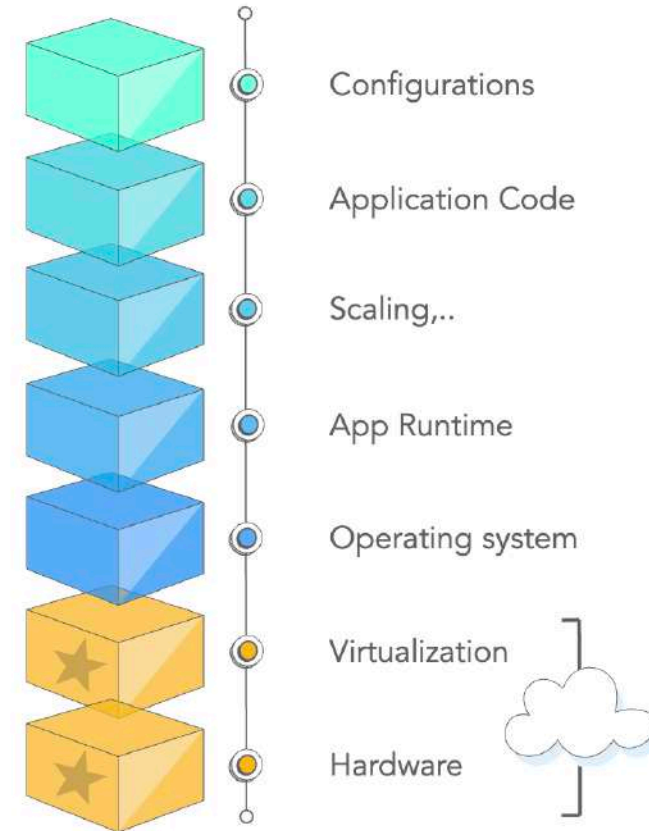 Configurations
Application Code
Scaling,..
App Runtime
Operating system
Virtualization
Hardware